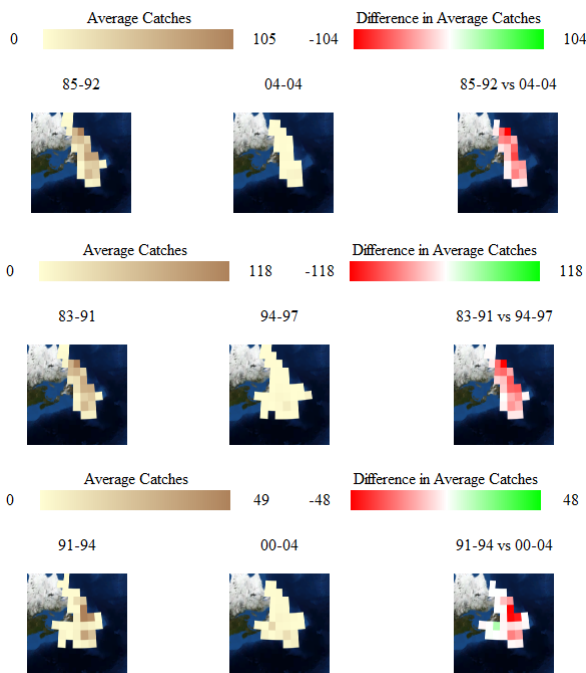 Average Catches Difference in Average Catches
0 105 -104 104
85-92 04-04 85-92 vs 04-04
Average Catches Difference in Average Catches
0 118 -118 118
83-91 94-97 83-91 vs 94-97
Average Catches Difference in Average Catches
0 49 -48 48
91-94 00-04 91-94 vs 00-04